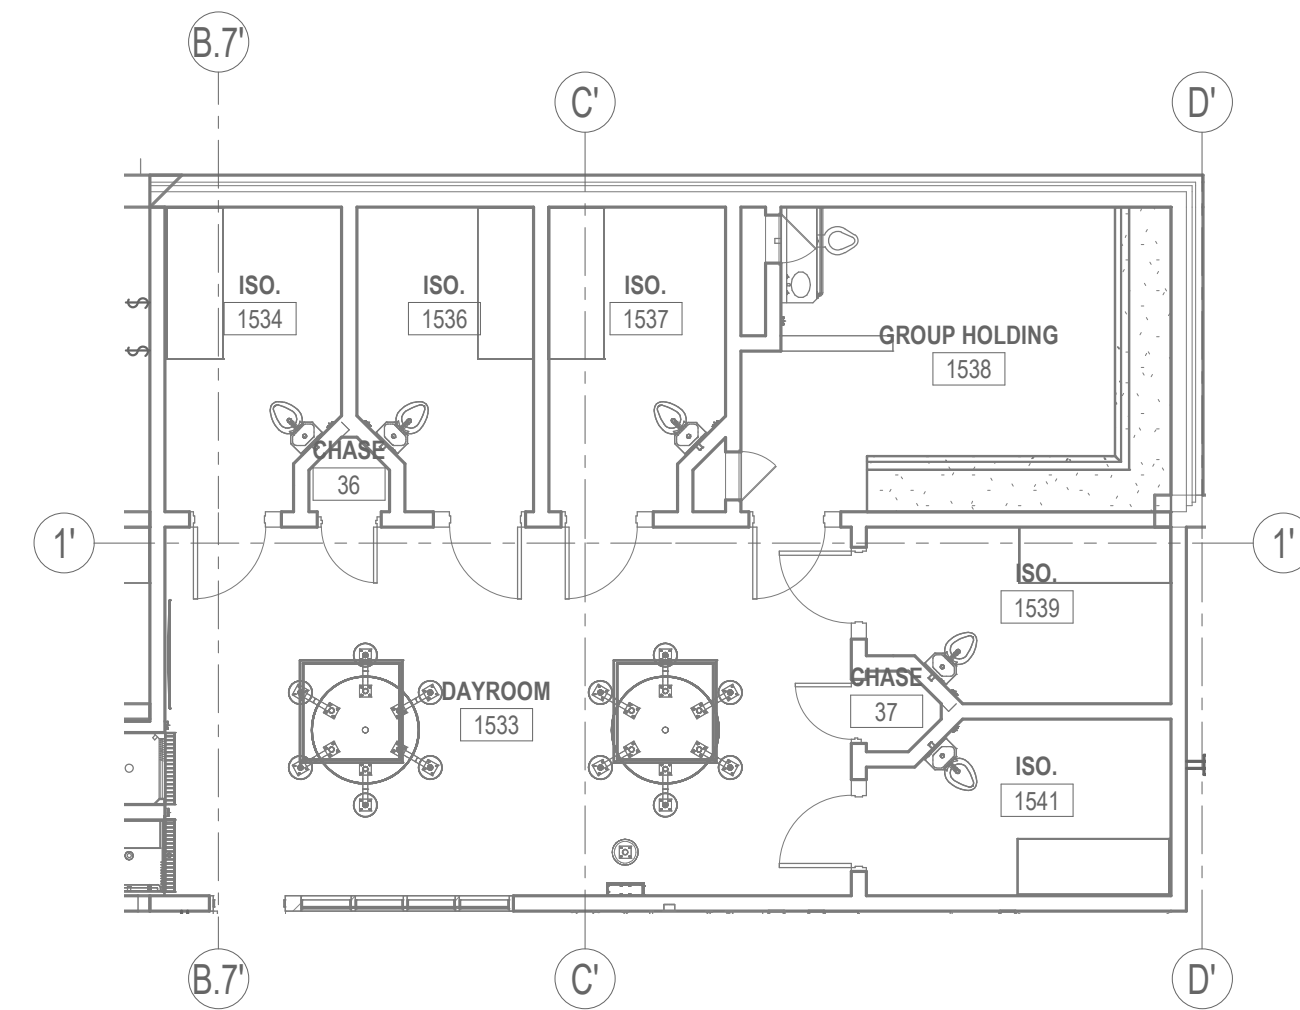 B.7'
C'
D'
ISO.
1534
ISO.
1536
ISO.
1537
GROUP HOLDING
1538
CHASE
36
1'
1'
ISO.
1539
DAYROOM
1533
CHASE
37
ISO.
1541
B.7'
C'
D'